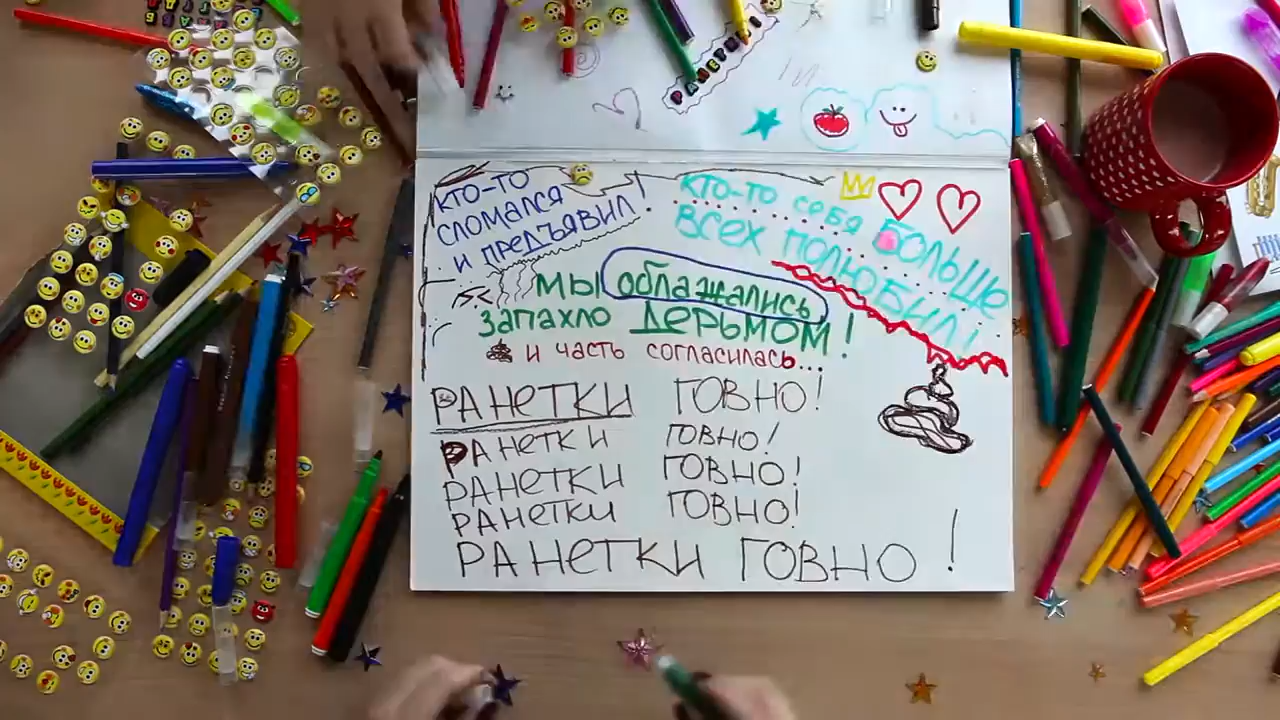 РАНЕТКИ
КТО-ТО
СЛОМАЛСЯ
И ПРЕДЪЯВИЛ!
КТО-ТО СЕБЯ БОЛЬШЕ
ВСЕХ ПОЛЮБИЛ!
МЫ облажались
ЗАПАХЛО ДЕРЬМОМ!
И ЧАСТЬ СОГЛАСИЛАСЬ...
РАНЕТКИ ГОВНО!
РАНЕТКИ ГОВНО!
РАНЕТКИ ГОВНО!
РАНЕТКИ ГОВНО!
РАНЕТКИ ГОВНО!